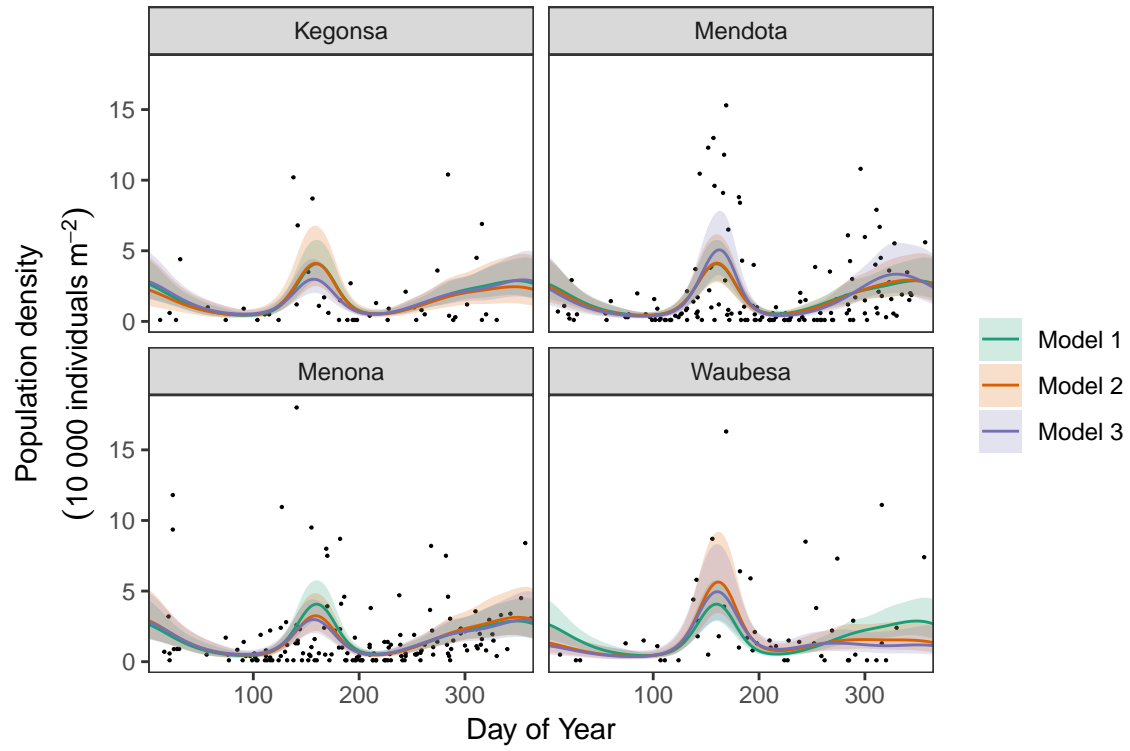 Kegonsa
Mendota
15
10
5
0
Menona
Waubesa
15
10
5
0
100
200
300
100
200
300
Day of Year
Population density
(10 000 individuals m−2)
Model 1
Model 2
Model 3